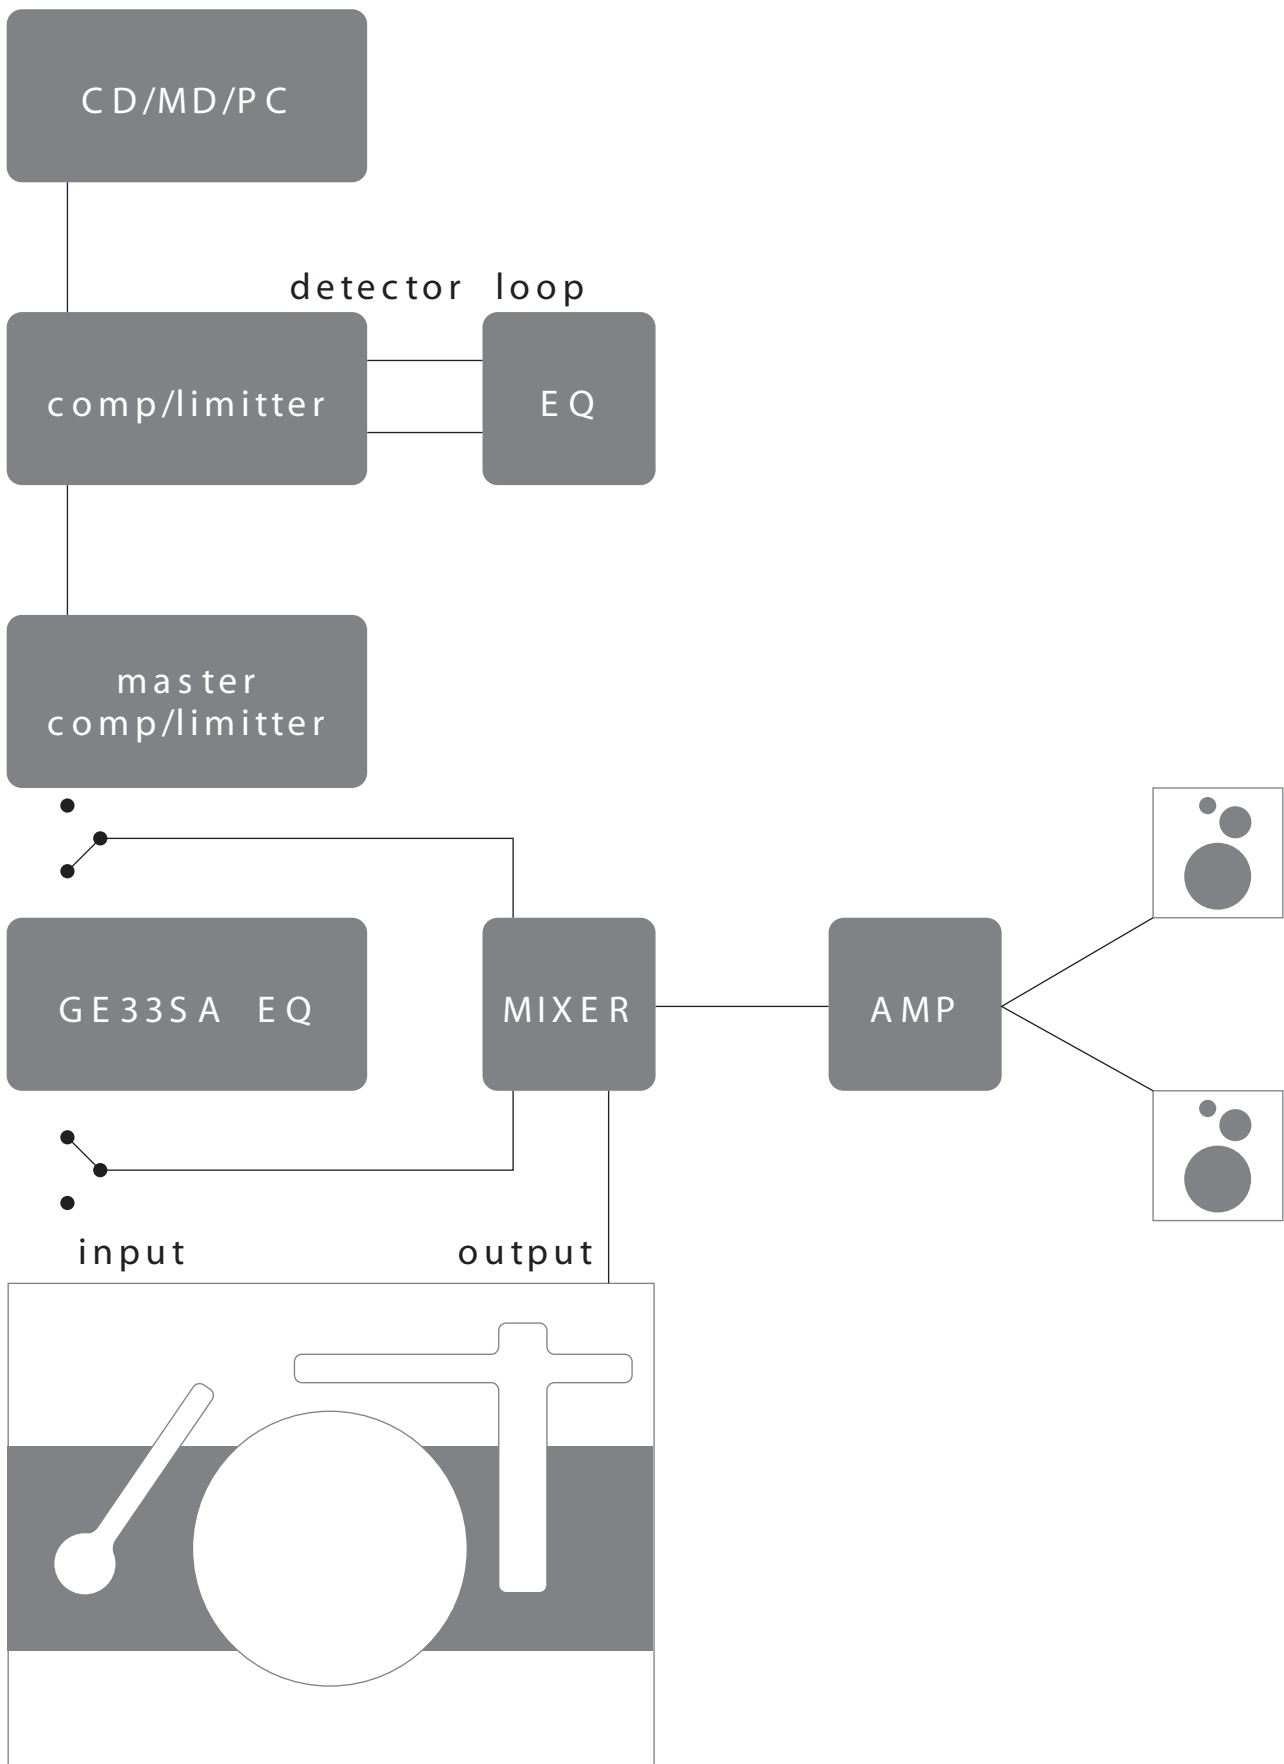 CD/MD/PC
detector loop
comp/limitter
EQ
master
comp/limitter
GE33SA EQ
MIXER
AMP
input
output